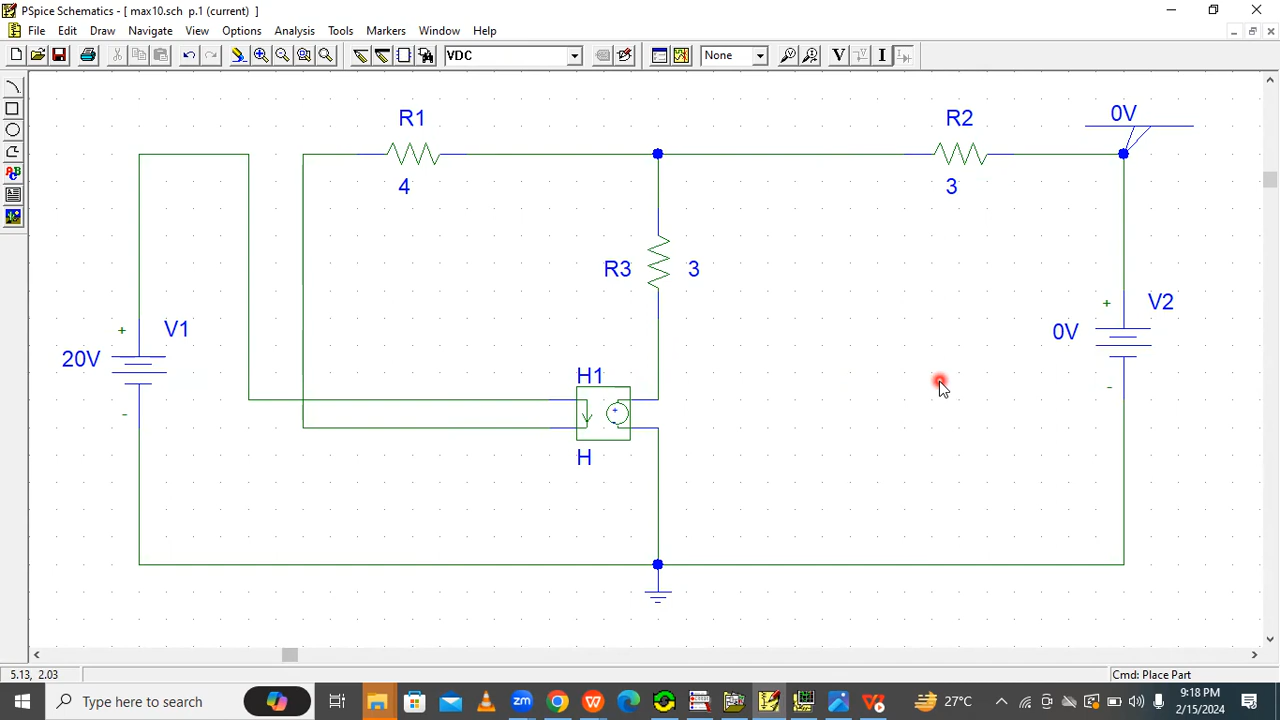 PSpice Schematics - [ max10.sch p.1 (current) ]
File Edit Draw Navigate View Options Analysis Tools Markers Window Help
VDC None V V I I
ABC
R1 R2 0V
4 3
R3 3
+ V2
0V
-
+ V1
20V
-
H1
+
-
H
5.13, 2.03 Cmd: Place Part
Type here to search zm W 27°C 9:18 PM
2/15/2024